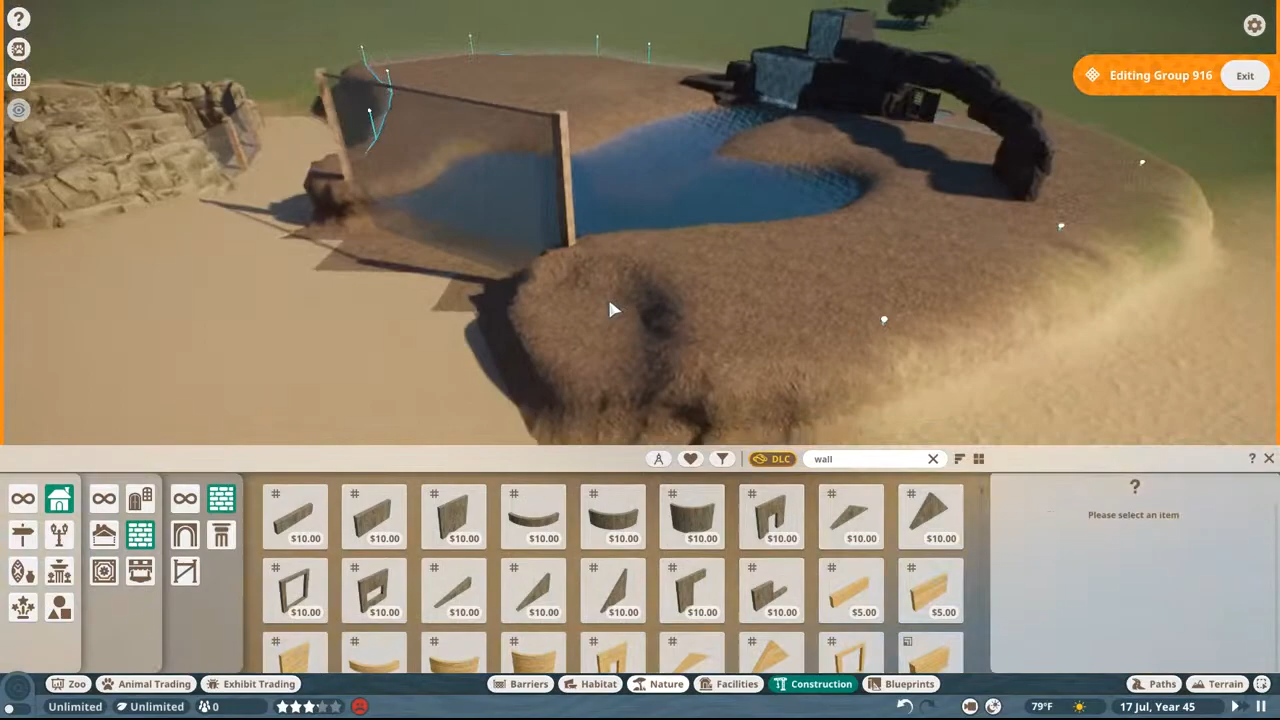 Editing Group 916
Exit
DLC
wall
$10.00 $10.00 $10.00 $10.00 $10.00 $10.00 $10.00 $10.00 $10.00
$10.00 $10.00 $10.00 $10.00 $10.00 $10.00 $10.00 $5.00 $5.00
Please select an item
Zoo
Animal Trading
Exhibit Trading
Barriers
Habitat
Nature
Facilities
Construction
Blueprints
Paths
Terrain
Unlimited
Unlimited
0
79°F
17 Jul, Year 45